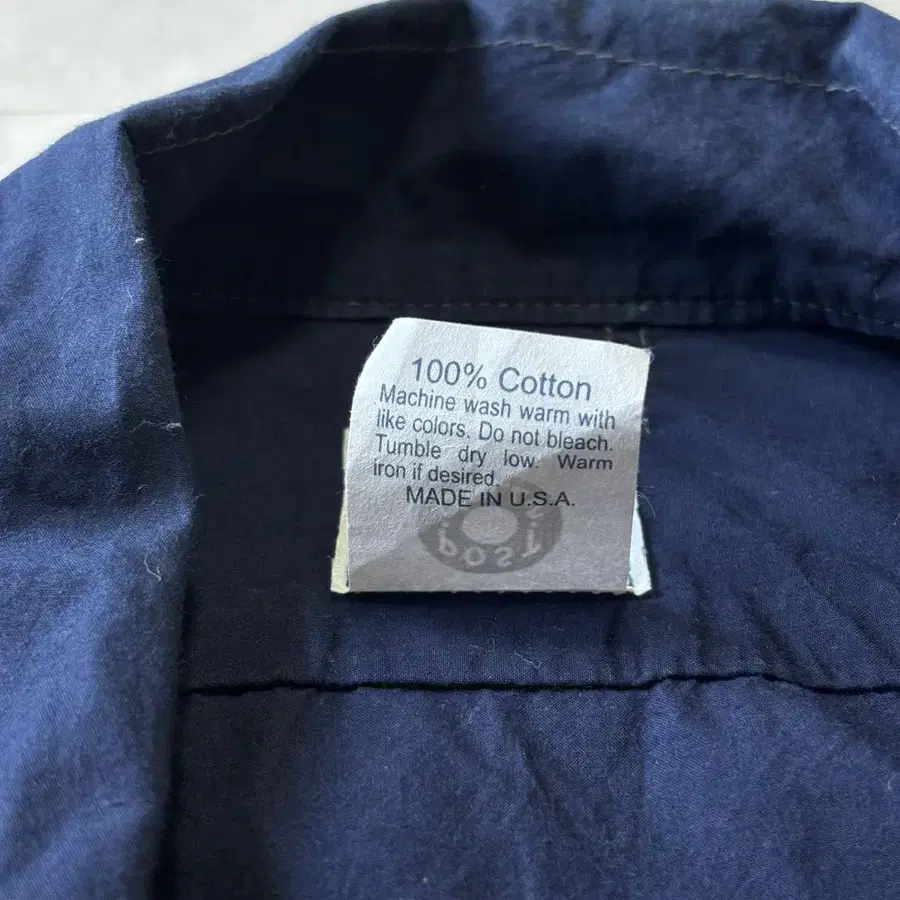 100% Cotton
Machine wash warm with
like colors. Do not bleach.
Tumble dry low. Warm
iron if desired.
MADE IN U.S.A.